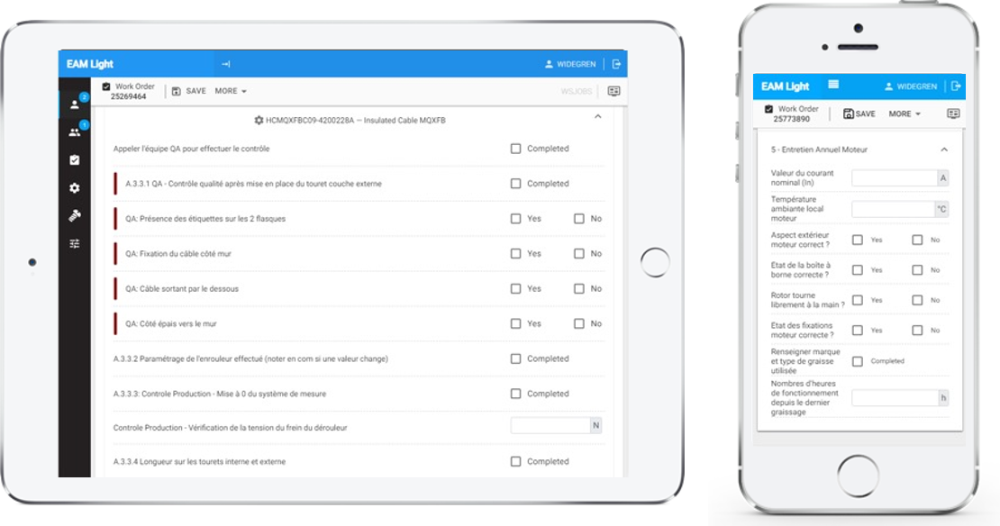 EAM Light
WIDEGREN
2
1
Work Order
25269464
SAVE MORE
WSJOBS
HCMQXFBC09-4200228A — Insulated Cable MQXFB
Appeler l'équipe QA pour effectuer le contrôle Completed
A.3.3.1 QA - Contrôle qualité après mise en place du touret couche externe Completed
QA: Présence des étiquettes sur les 2 flasques Yes No
QA: Fixation du câble côté mur Yes No
QA: Câble sortant par le dessous Yes No
QA: Côté épais vers le mur Yes No
A.3.3.2 Paramétrage de l'enrouleur effectué (noter en com si une valeur change) Completed
A.3.3.3: Controle Production - Mise à 0 du système de mesure Completed
Controle Production - Vérification de la tension du frein du dérouleur N
A.3.3.4 Longueur sur les tourets interne et externe Completed
EAM Light
WIDEGREN
Work Order
25773890
SAVE MORE
5 - Entretien Annuel Moteur
Valeur du courant
nominal (In) A
Température
ambiante local
moteur °C
Aspect extérieur
moteur correct ? Yes No
Etat de la boîte à
borne correcte ? Yes No
Rotor tourne
librement à la main ? Yes No
Etat des fixations
moteur correcte ? Yes No
Renseigner marque
et type de graisse
utilisée Completed
Nombres d'heures
de fonctionnement
depuis le dernier
graissage h